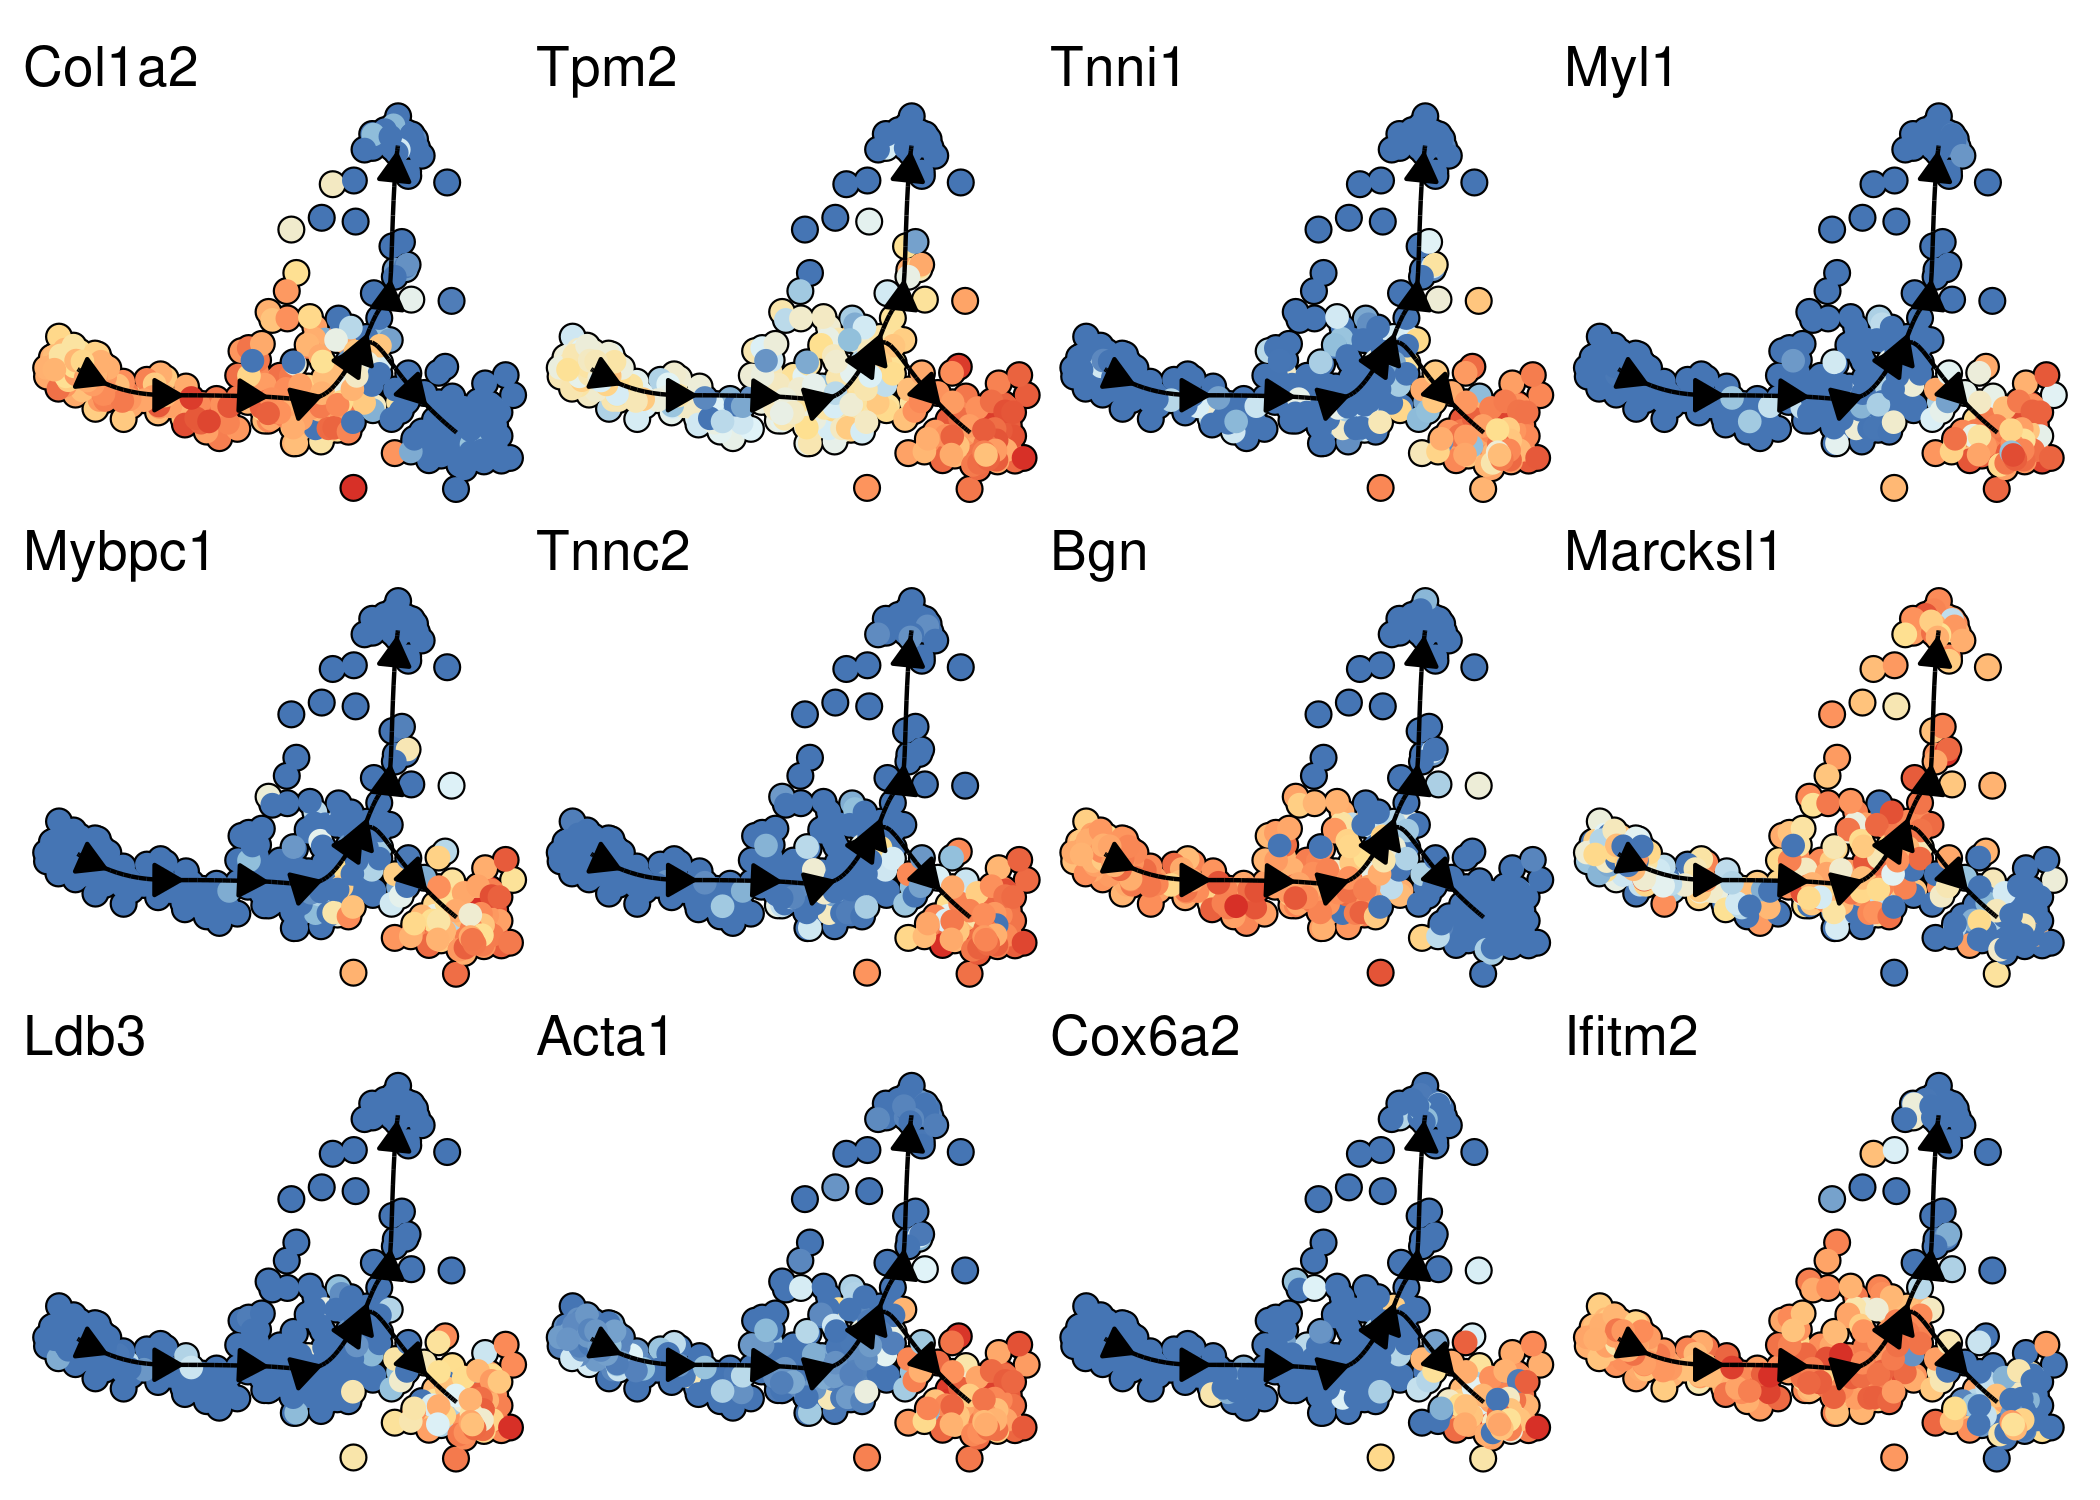 Col1a2
Tpm2
Tnni1
Myl1
Mybpc1
Tnnc2
Bgn
Marcksl1
Ldb3
Acta1
Cox6a2
Ifitm2